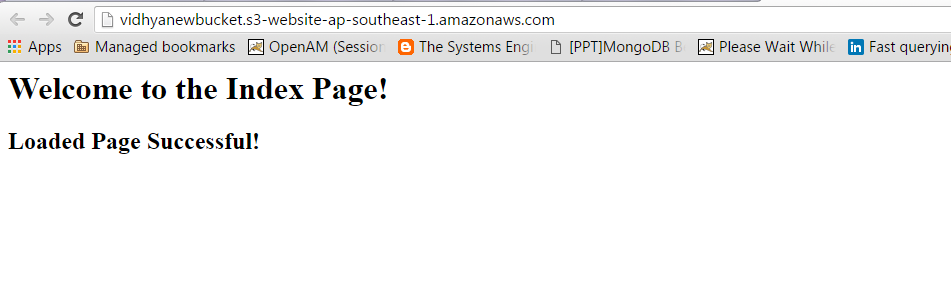 vidhyanewbucket.s3-website-ap-southeast-1.amazonaws.com
Apps Managed bookmarks OpenAM (Session The Systems Engi [PPT]MongoDB B Please Wait While Fast querying
Welcome to the Index Page!
Loaded Page Successful!